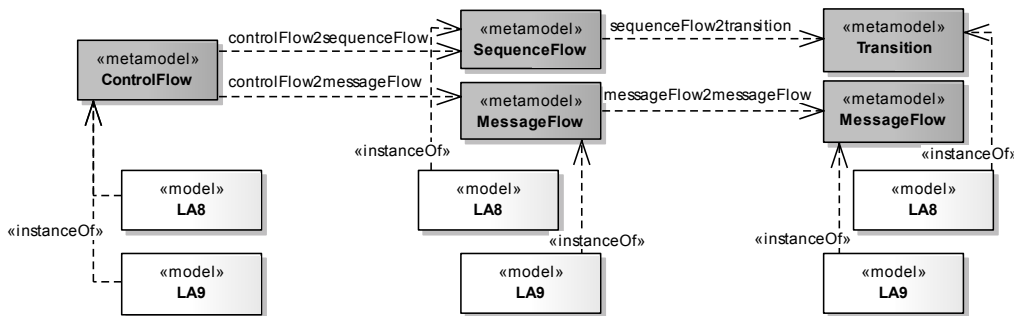 «metamodel»
ControlFlow
controlFlow2sequenceFlow
controlFlow2messageFlow
«metamodel»
SequenceFlow
sequenceFlow2transition
«metamodel»
Transition
«metamodel»
MessageFlow
messageFlow2messageFlow
«metamodel»
MessageFlow
«instanceOf»
«instanceOf»
«model»
LA8
«model»
LA8
«model»
LA8
«instanceOf»
«instanceOf»
«instanceOf»
«model»
LA9
«model»
LA9
«model»
LA9